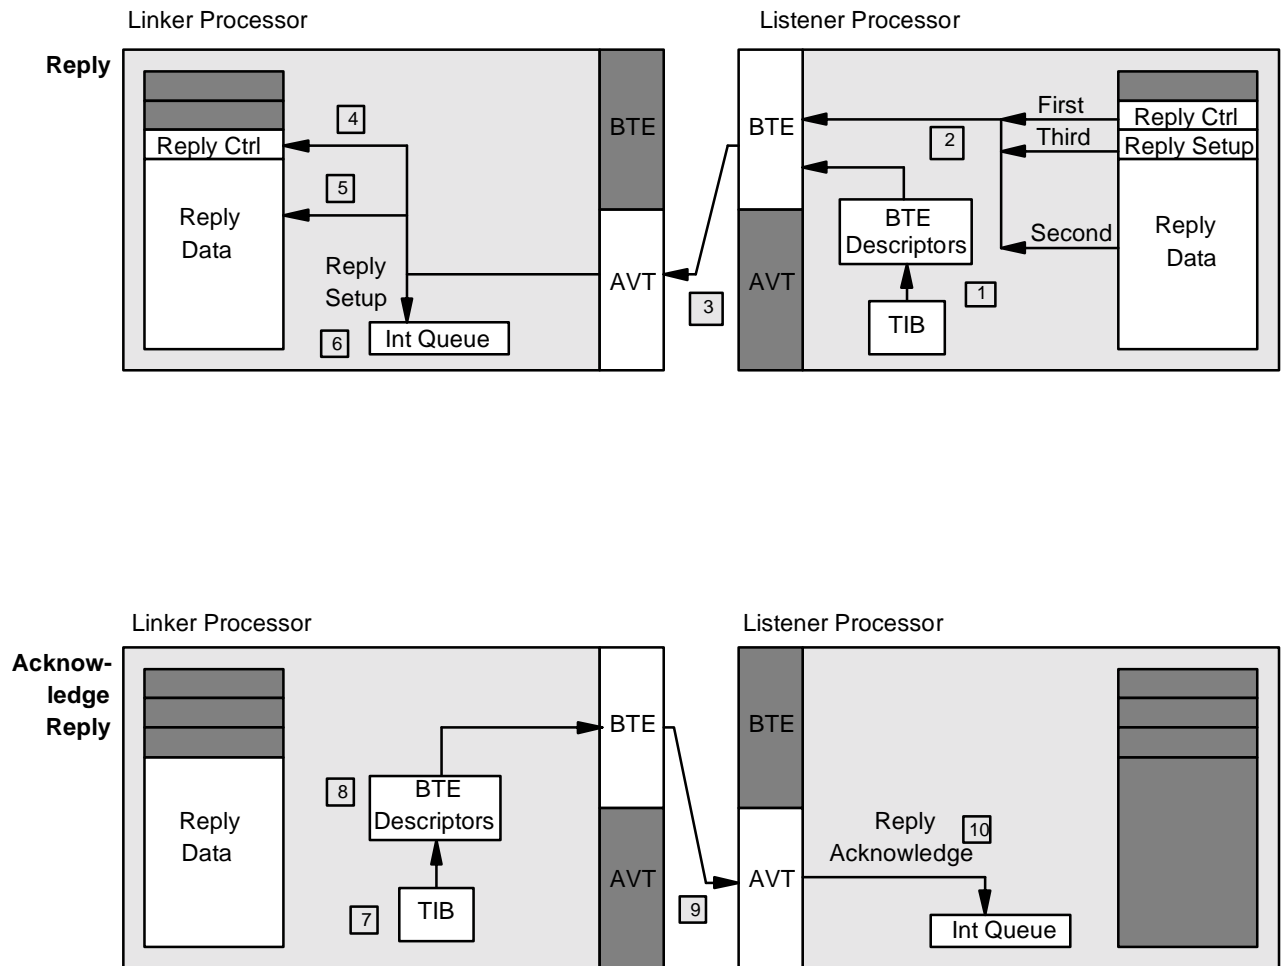 Linker Processor
Listener Processor
Reply
First
4
BTE
BTE
Reply Ctrl
Reply Ctrl
2
Third
Reply Setup
5
Reply
Data
BTE
Descriptors
Reply
Data
Second
Reply
Setup
AVT
AVT
1
3
TIB
6
Int Queue
Linker Processor
Listener Processor
Acknow-
ledge
Reply
BTE
BTE
8
BTE
Descriptors
Reply
Data
Reply
Acknowledge
10
AVT
AVT
7
TIB
9
Int Queue